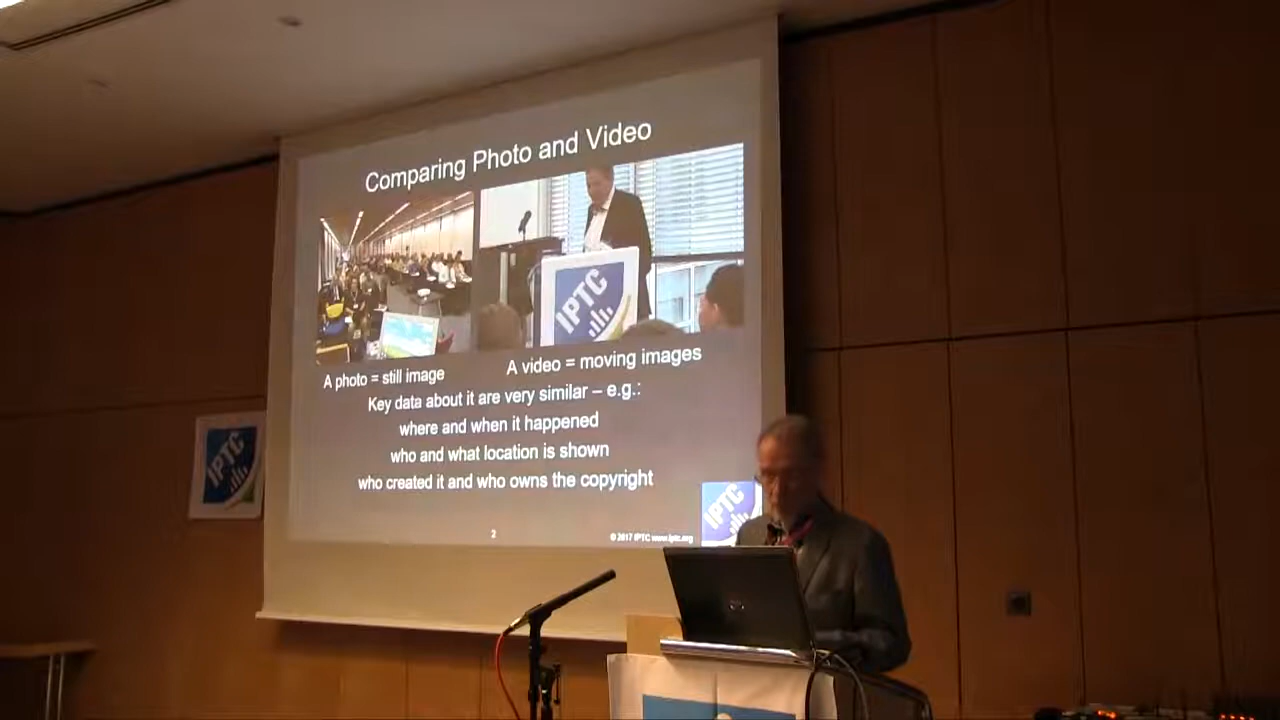 Comparing Photo and Video
IPTC
A photo = still image
A video = moving images
Key data about it are very similar – e.g.:
where and when it happened
who and what location is shown
who created it and who owns the copyright
IPTC
IPTC
2
© 2017 IPTC www.iptc.org